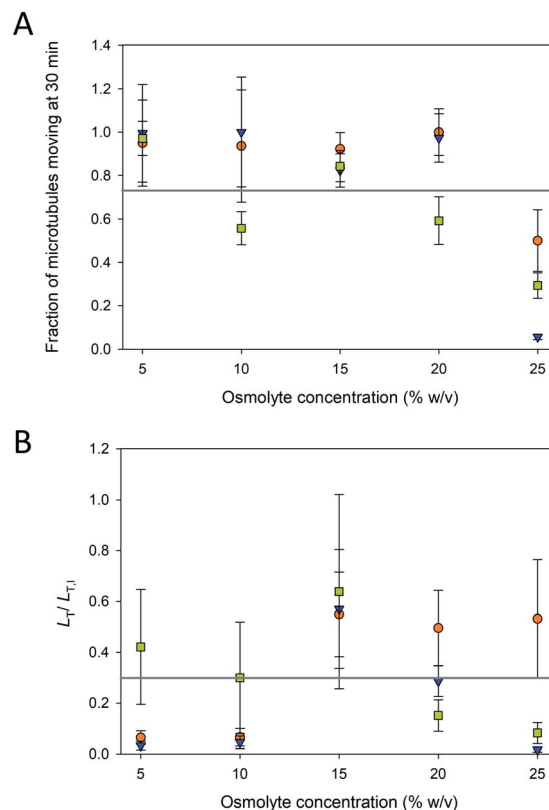 A
Fraction of microtubules moving at 30 min
1.4
1.2
1.0
0.8
0.6
0.4
0.2
0.0
5 10 15 20 25
Osmolyte concentration (% w/v)
B
L_T / L_T,I
1.2
1.0
0.8
0.6
0.4
0.2
0.0
5 10 15 20 25
Osmolyte concentration (% w/v)